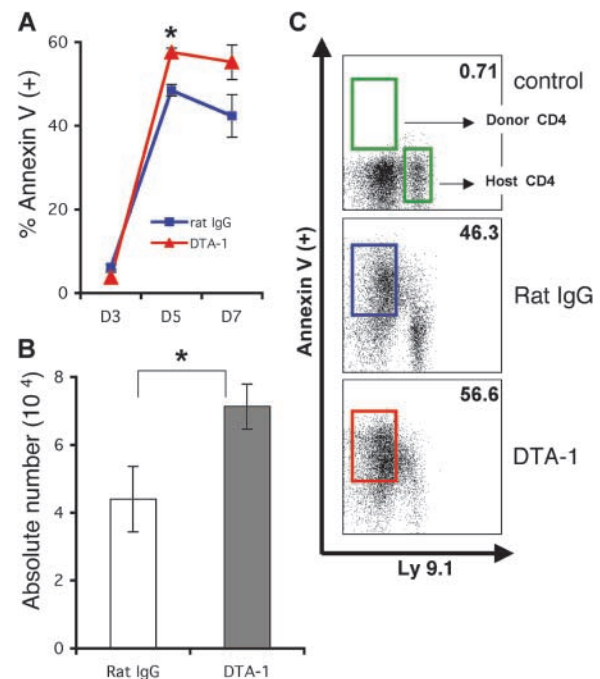 A
% Annexin V (+)
60
40
20
0
*
rat IgG
DTA-1
D3 D5 D7
B
Absolute number (10 4)
8
6
4
2
0
*
Rat IgG DTA-1
C
Annexin V (+)
0.71
control
Donor CD4
Host CD4
46.3
Rat IgG
56.6
DTA-1
Ly 9.1